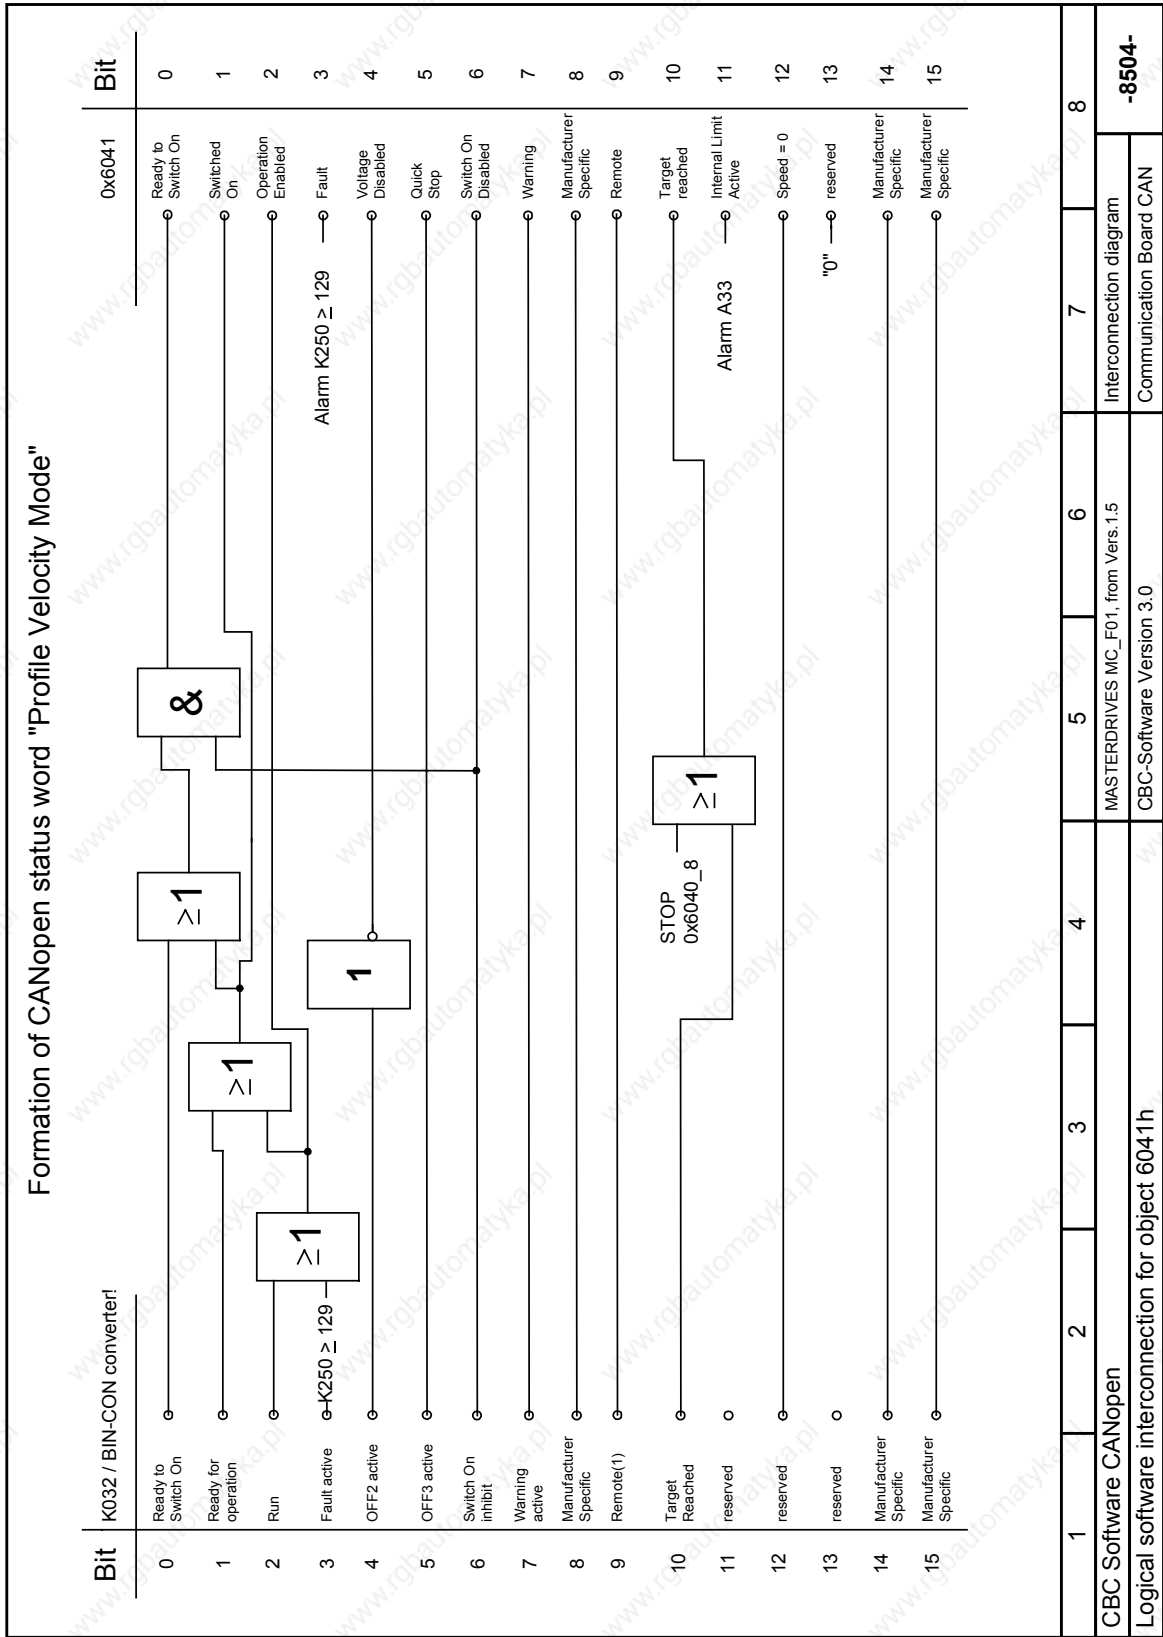 Formation of CANopen status word "Profile Velocity Mode"
Bit K032 / BIN-CON converter!
0x6041 Bit
0 Ready to
Switch On
Ready to
Switch On 0
1 Ready for
operation
Switched
On 1
2 Run
Operation
Enabled 2
3 Fault active
K250 ≥ 129
Alarm K250 ≥ 129
Fault 3
4 OFF2 active
Voltage
Disabled 4
5 OFF3 active
Quick
Stop 5
6 Switch On
inhibit
Switch On
Disabled 6
7 Warning
active
Warning 7
8 Manufacturer
Specific
Manufacturer
Specific 8
9 Remote(1)
Remote 9
10 Target
Reached
Target
reached 10
11 reserved
Alarm A33
Internal Limit
Active 11
12 reserved
Speed = 0 12
13 reserved
"0"
reserved 13
14 Manufacturer
Specific
Manufacturer
Specific 14
15 Manufacturer
Specific
Manufacturer
Specific 15
≥1
≥1
≥1
&
1
STOP
0x6040_8
≥1
1 2 3 4 5 6 7 8
CBC Software CANopen
MASTERDRIVES MC_F01, from Vers.1.5
Interconnection diagram
-8504-
Logical software interconnection for object 6041h
CBC-Software Version 3.0
Communication Board CAN
www.rgbautomatyka.pl